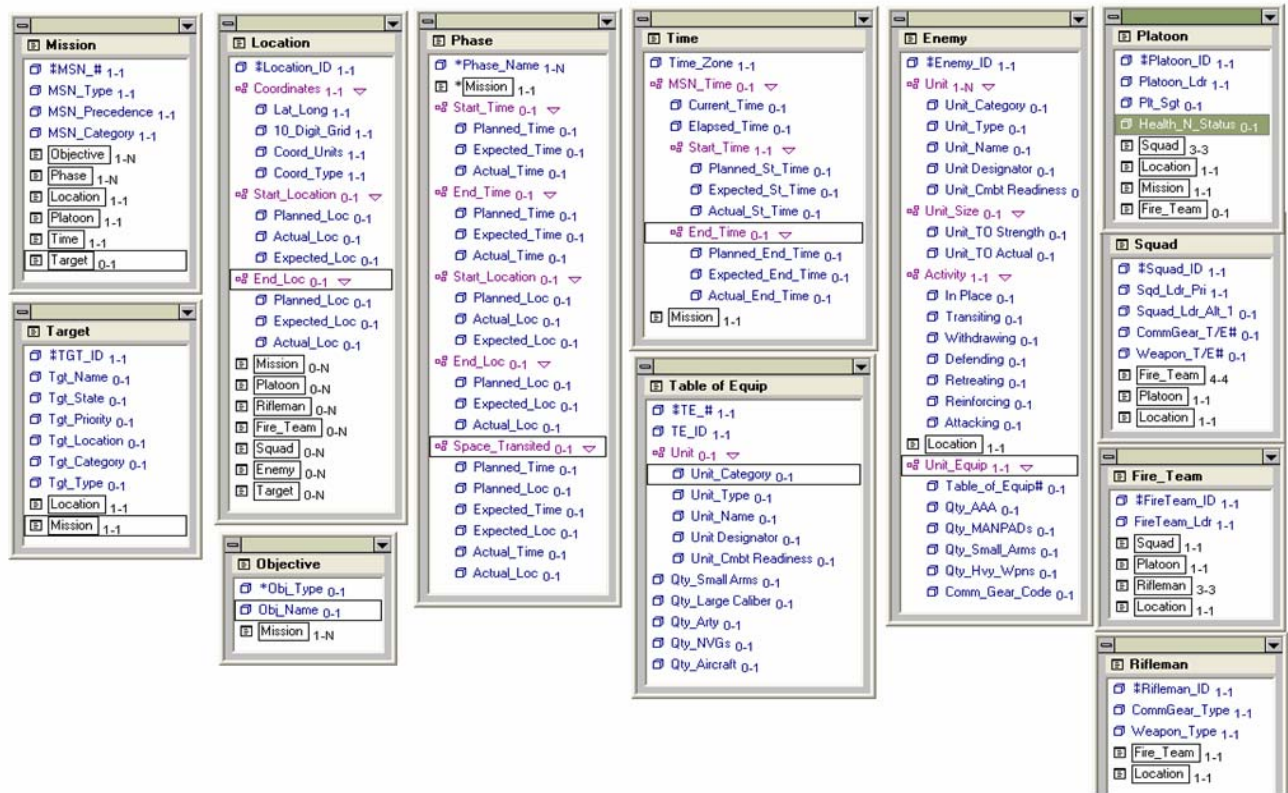 Mission
‡MSN_# 1-1
MSN_Type 1-1
MSN_Precedence 1-1
MSN_Category 1-1
Objective 1-N
Phase 1-N
Location 1-1
Platoon 1-1
Time 1-1
Target 0-1
Target
‡TGT_ID 1-1
Tgt_Name 0-1
Tgt_State 0-1
Tgt_Priority 0-1
Tgt_Location 0-1
Tgt_Category 0-1
Tgt_Type 0-1
Location 1-1
Mission 1-1
Location
‡Location_ID 1-1
Coordinates 1-1
Lat_Long 1-1
10_Digit_Grid 1-1
Coord_Units 1-1
Coord_Type 1-1
Start_Location 0-1
Planned_Loc 0-1
Actual_Loc 0-1
Expected_Loc 0-1
End_Loc 0-1
Planned_Loc 0-1
Expected_Loc 0-1
Actual_Loc 0-1
Mission 0-N
Platoon 0-N
Rifleman 0-N
Fire_Team 0-N
Squad 0-N
Enemy 0-N
Target 0-N
Objective
*Obj_Type 0-1
Obj_Name 0-1
Mission 1-N
Phase
*Phase_Name 1-N
*Mission 1-1
Start_Time 0-1
Planned_Time 0-1
Expected_Time 0-1
Actual_Time 0-1
End_Time 0-1
Planned_Time 0-1
Expected_Time 0-1
Actual_Time 0-1
Start_Location 0-1
Planned_Loc 0-1
Actual_Loc 0-1
Expected_Loc 0-1
End_Loc 0-1
Planned_Loc 0-1
Expected_Loc 0-1
Actual_Loc 0-1
Space_Transited 0-1
Planned_Time 0-1
Planned_Loc 0-1
Expected_Time 0-1
Expected_Loc 0-1
Actual_Time 0-1
Actual_Loc 0-1
Time
Time_Zone 1-1
MSN_Time 0-1
Current_Time 0-1
Elapsed_Time 0-1
Start_Time 1-1
Planned_St_Time 0-1
Expected_St_Time 0-1
Actual_St_Time 0-1
End_Time 0-1
Planned_End_Time 0-1
Expected_End_Time 0-1
Actual_End_Time 0-1
Mission 1-1
Table of Equip
‡TE_# 1-1
TE_ID 1-1
Unit 0-1
Unit_Category 0-1
Unit_Type 0-1
Unit_Name 0-1
Unit Designator 0-1
Unit_Cmbt Readiness 0-1
Qty_Small Arms 0-1
Qty_Large Caliber 0-1
Qty_Arty 0-1
Qty_NVGs 0-1
Qty_Aircraft 0-1
Enemy
‡Enemy_ID 1-1
Unit 1-N
Unit_Category 0-1
Unit_Type 0-1
Unit_Name 0-1
Unit Designator 0-1
Unit_Cmbt Readiness 0
Unit_Size 0-1
Unit_TO Strength 0-1
Unit_TO Actual 0-1
Activity 1-1
In Place 0-1
Transiting 0-1
Withdrawing 0-1
Defending 0-1
Retreating 0-1
Reinforcing 0-1
Attacking 0-1
Location 1-1
Unit_Equip 1-1
Table_of_Equip# 0-1
Qty_AAA 0-1
Qty_MANPADs 0-1
Qty_Small_Arms 0-1
Qty_Hvy_Wpns 0-1
Comm_Gear_Code 0-1
Platoon
‡Platoon_ID 1-1
Platoon_Ldr 1-1
Plt_Sgt 0-1
Health_N_Status 0-1
Squad 3-3
Location 1-1
Mission 1-1
Fire_Team 0-1
Squad
‡Squad_ID 1-1
Sqd_Ldr_Pri 1-1
Squad_Ldr_Alt_1 0-1
CommGear_T/E# 0-1
Weapon_T/E# 0-1
Fire_Team 4-4
Platoon 1-1
Location 1-1
Fire_Team
‡FireTeam_ID 1-1
FireTeam_Ldr 1-1
Squad 1-1
Platoon 1-1
Rifleman 3-3
Location 1-1
Rifleman
‡Rifleman_ID 1-1
CommGear_Type 1-1
Weapon_Type 1-1
Fire_Team 1-1
Location 1-1